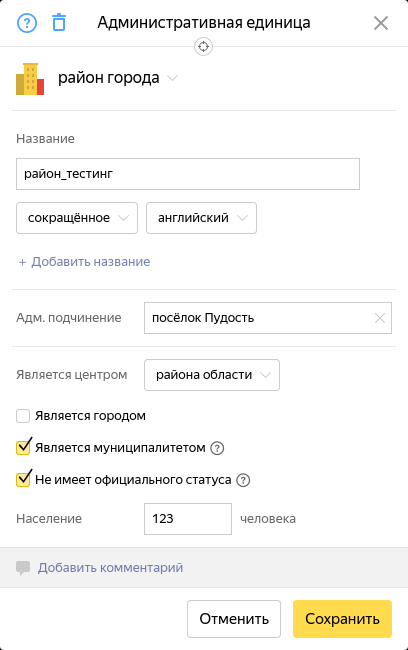 Административная единица
район города
Название
район_тестинг
сокращённое английский
+ Добавить название
Адм. подчинение посёлок Пудость
Является центром района области
Является городом
Является муниципалитетом ?
Не имеет официального статуса ?
Население 123 человека
Добавить комментарий
Отменить Сохранить